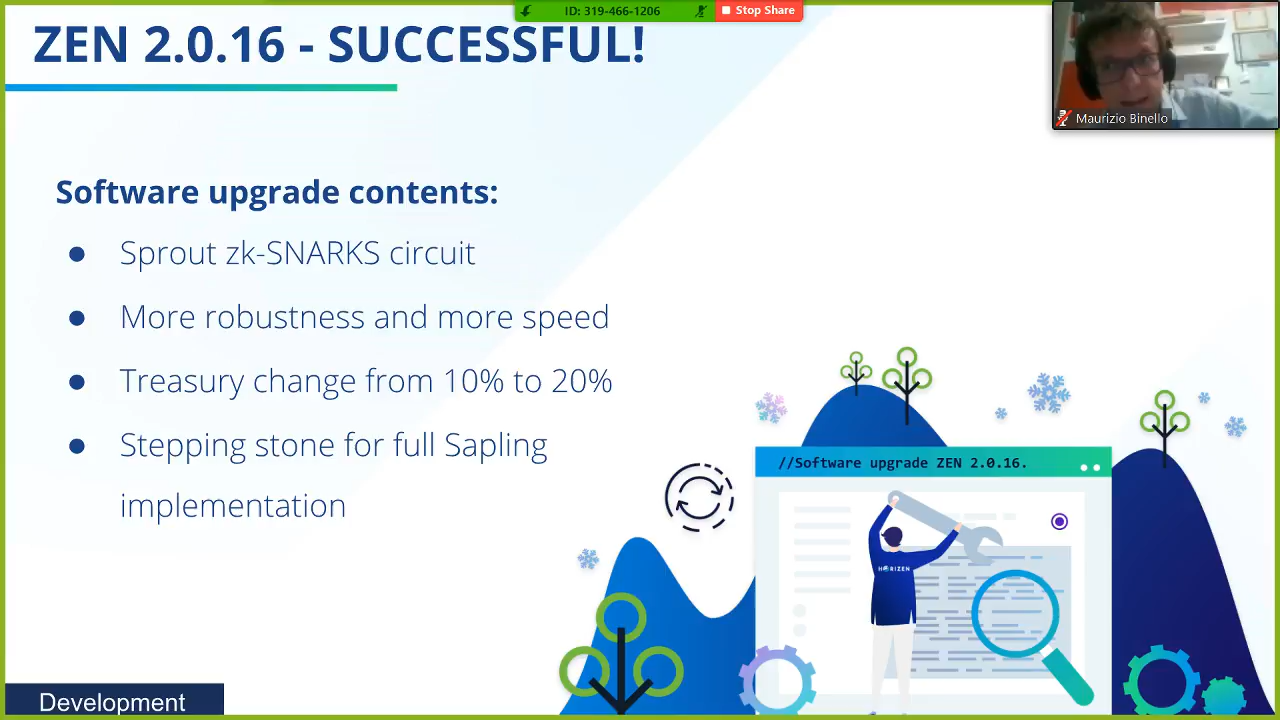 ID: 319-466-1206
Stop Share
ZEN 2.0.16 - SUCCESSFUL!
Maurizio Binello
Software upgrade contents:
● Sprout zk-SNARKS circuit
● More robustness and more speed
● Treasury change from 10% to 20%
● Stepping stone for full Sapling
implementation
//Software upgrade ZEN 2.0.16.
HORIZEN
Development